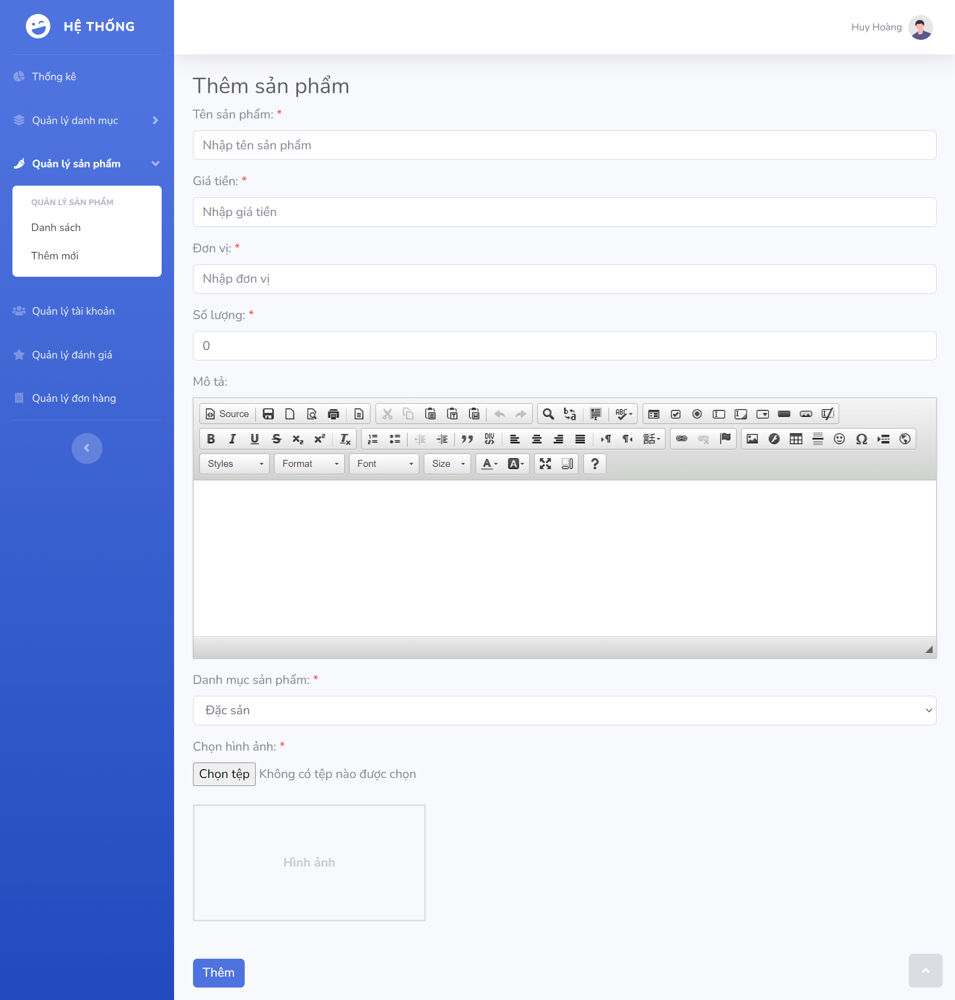 HỆ THỐNG
Huy Hoàng
Thống kê
Quản lý danh mục
Quản lý sản phẩm
QUẢN LÝ SẢN PHẨM
Danh sách
Thêm mới
Quản lý tài khoản
Quản lý đánh giá
Quản lý đơn hàng
Thêm sản phẩm
Tên sản phẩm: *
Nhập tên sản phẩm
Giá tiền: *
Nhập giá tiền
Đơn vị: *
Nhập đơn vị
Số lượng: *
0
Mô tả:
Source
Styles Format Font Size
Danh mục sản phẩm: *
Đặc sản
Chọn hình ảnh: *
Chọn tệp Không có tệp nào được chọn
Hình ảnh
Thêm